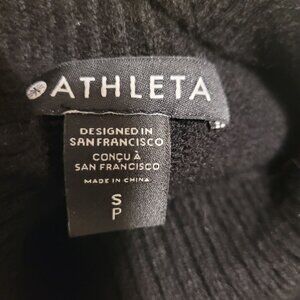 ATHLETA
DESIGNED IN
SAN FRANCISCO
CONÇU À
SAN FRANCISCO
MADE IN CHINA
S
P